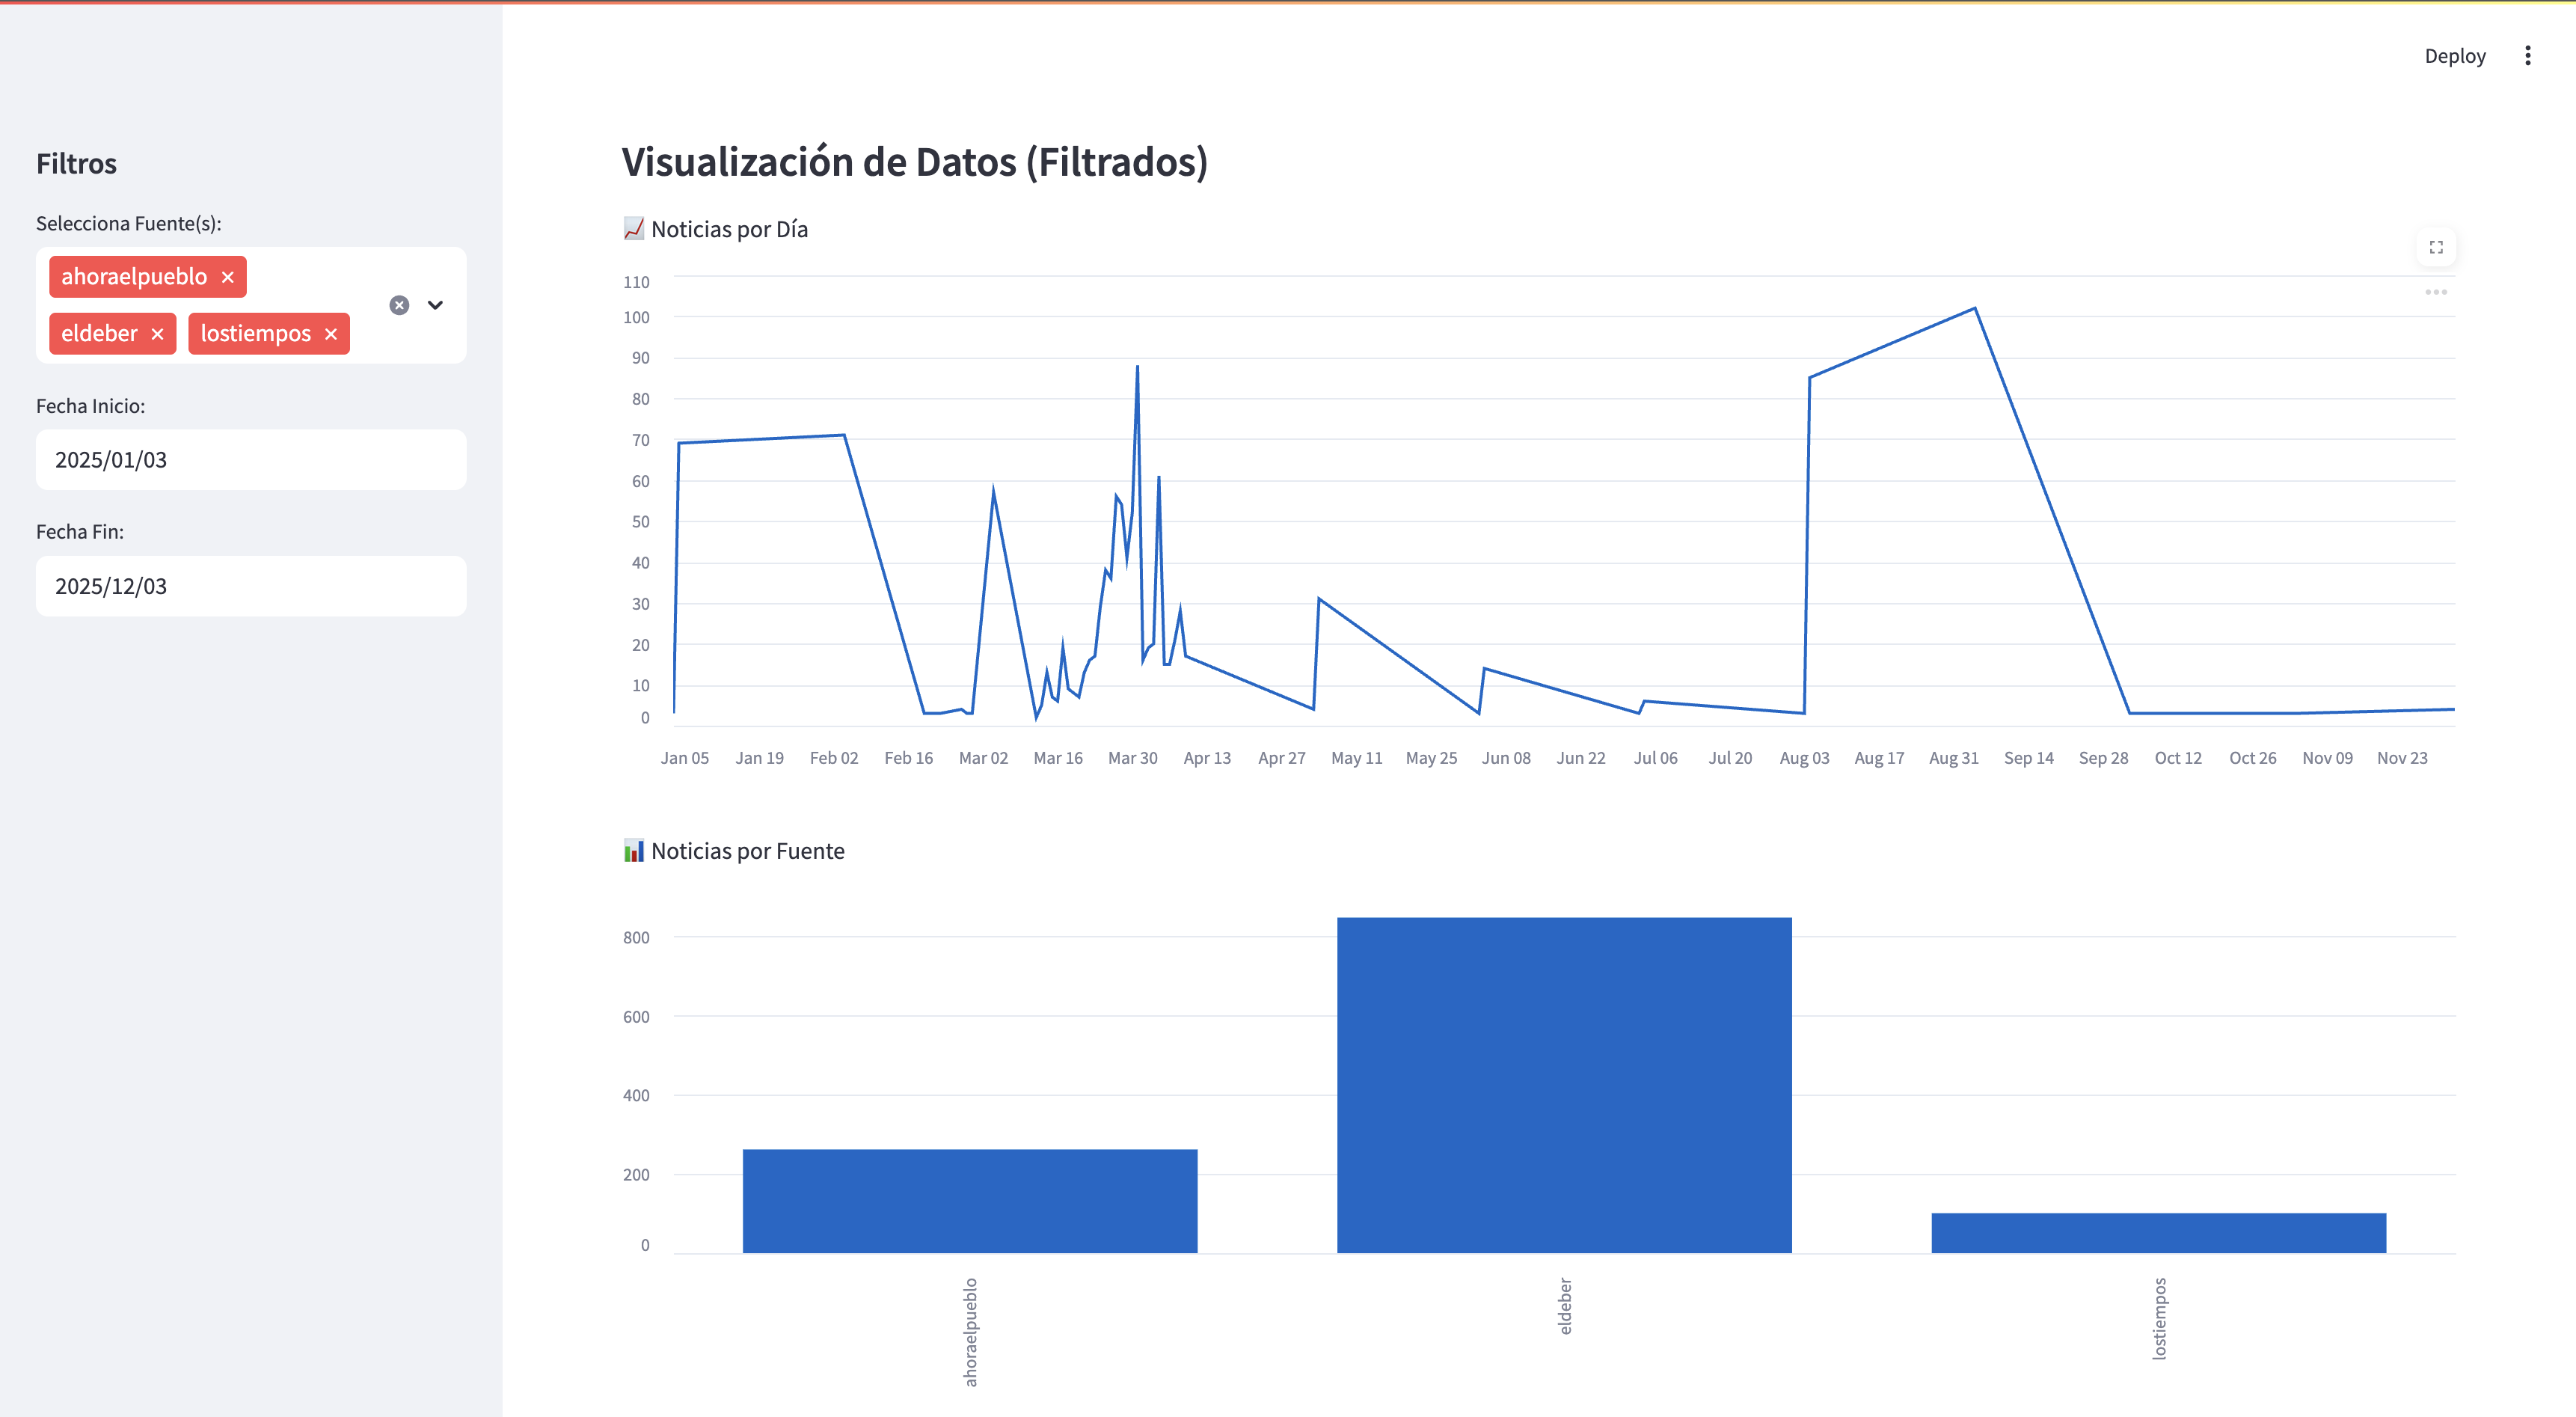 Deploy
Filtros
Selecciona Fuente(s):
ahoraelpueblo
eldeber lostiempos
Fecha Inicio:
2025/01/03
Fecha Fin:
2025/12/03
Visualización de Datos (Filtrados)
Noticias por Día
110
100
90
80
70
60
50
40
30
20
10
0
Jan 05 Jan 19 Feb 02 Feb 16 Mar 02 Mar 16 Mar 30 Apr 13 Apr 27 May 11 May 25 Jun 08 Jun 22 Jul 06 Jul 20 Aug 03 Aug 17 Aug 31 Sep 14 Sep 28 Oct 12 Oct 26 Nov 09 Nov 23
Noticias por Fuente
800
600
400
200
0
ahoraelpueblo
eldeber
lostiempos